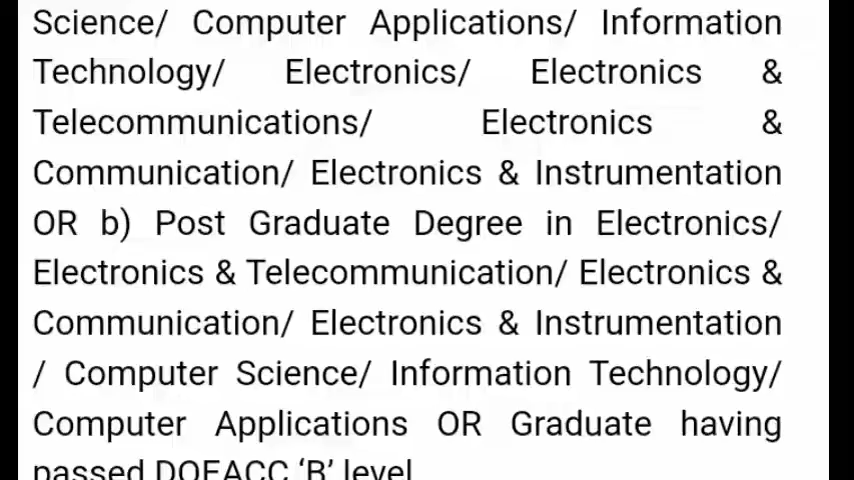 Science/ Computer Applications/ Information
Technology/ Electronics/ Electronics &
Telecommunications/ Electronics &
Communication/ Electronics & Instrumentation
OR b) Post Graduate Degree in Electronics/
Electronics & Telecommunication/ Electronics &
Communication/ Electronics & Instrumentation
/ Computer Science/ Information Technology/
Computer Applications OR Graduate having
passed DOEACC ‘B’ level